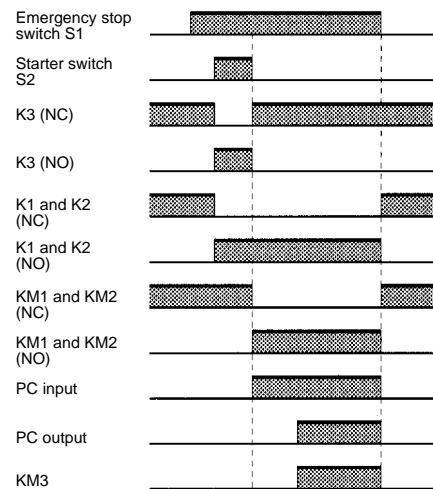 Emergency stop
switch S1
Starter switch
S2
K3 (NC)
K3 (NO)
K1 and K2
(NC)
K1 and K2
(NO)
KM1 and KM2
(NC)
KM1 and KM2
(NO)
PC input
PC output
KM3